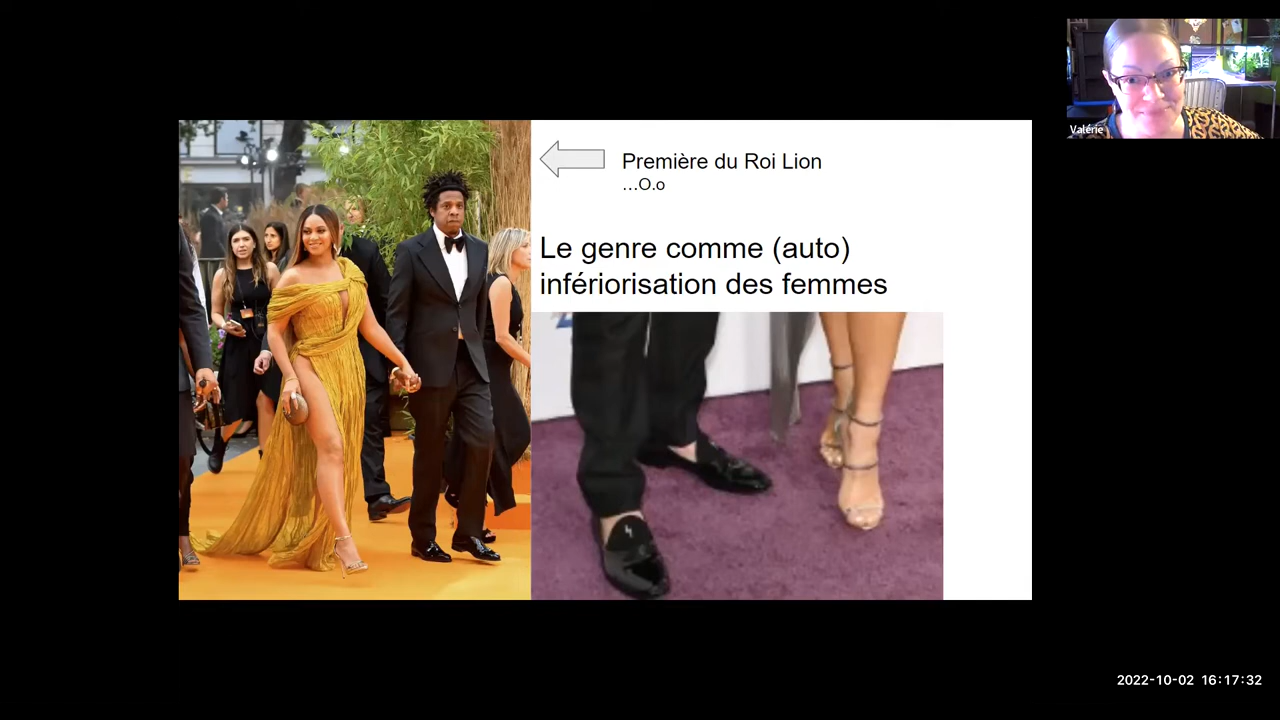 Valérie
Première du Roi Lion
...O.o
Le genre comme (auto)
infériorisation des femmes
2022-10-02 16:17:32